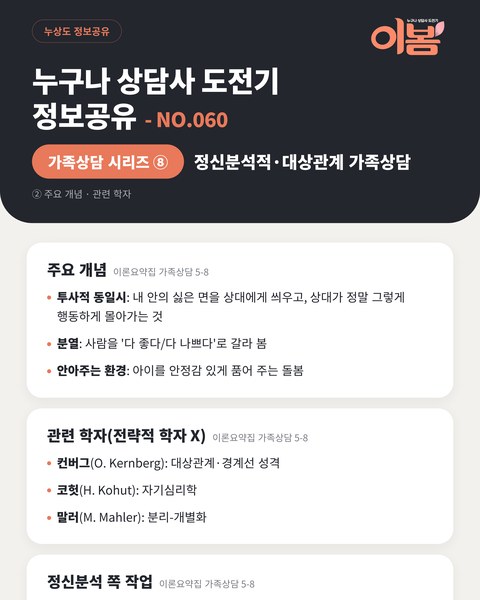 누상도 정보공유
누구나 상담사 도전기
이봄
누구나 상담사 도전기
정보공유 - NO.060
가족상담 시리즈 ⑧ 정신분석적·대상관계 가족상담
② 주요 개념 · 관련 학자
주요 개념 이론요약집 가족상담 5-8
• 투사적 동일시: 내 안의 싫은 면을 상대에게 씌우고, 상대가 정말 그렇게
행동하게 몰아가는 것
• 분열: 사람을 '다 좋다/다 나쁘다'로 갈라 봄
• 안아주는 환경: 아이를 안정감 있게 품어 주는 돌봄
관련 학자(전략적 학자 X) 이론요약집 가족상담 5-8
• 컨버그(O. Kernberg): 대상관계·경계선 성격
• 코헛(H. Kohut): 자기심리학
• 말러(M. Mahler): 분리-개별화
정신분석 쪽 작업 이론요약집 가족상담 5-8